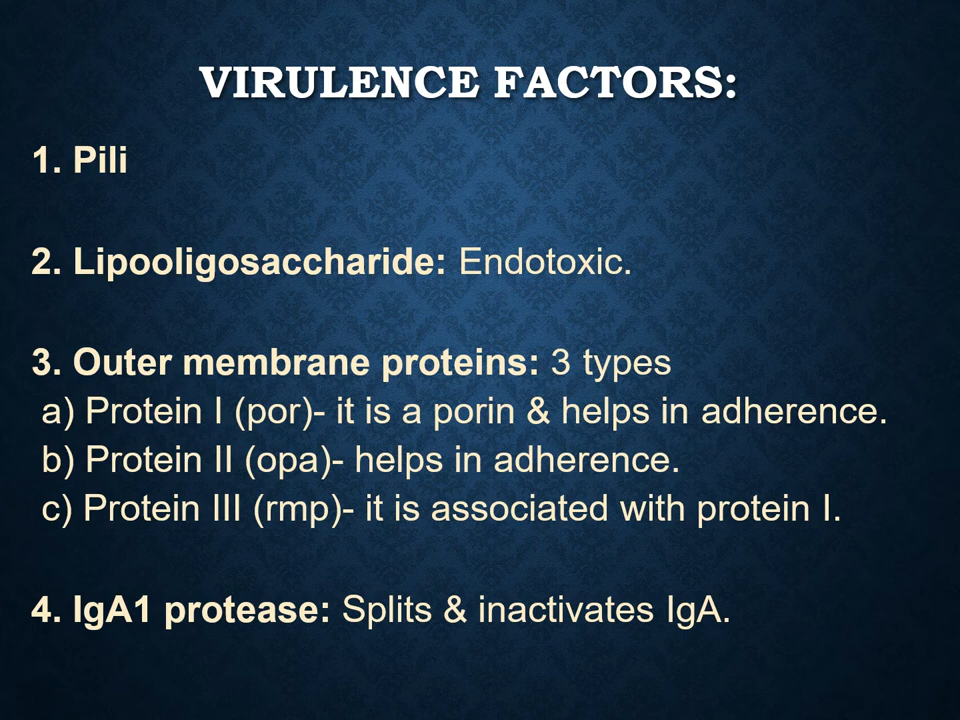 VIRULENCE FACTORS:
1. Pili
2. Lipooligosaccharide: Endotoxic.
3. Outer membrane proteins: 3 types
a) Protein I (por)- it is a porin & helps in adherence.
b) Protein II (opa)- helps in adherence.
c) Protein III (rmp)- it is associated with protein I.
4. IgA1 protease: Splits & inactivates IgA.